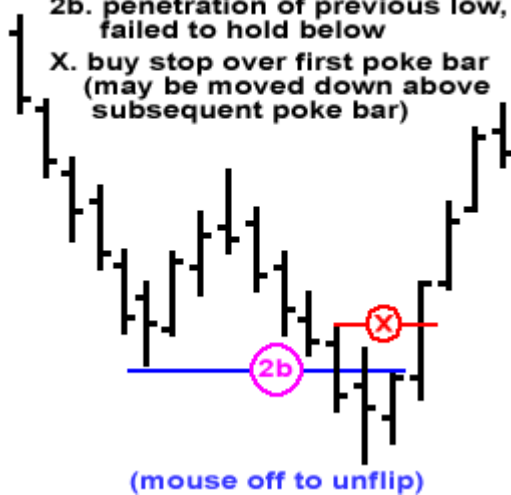 2b. penetration of previous low,
failed to hold below
X. buy stop over first poke bar
(may be moved down above
subsequent poke bar)
X
2b
(mouse off to unflip)